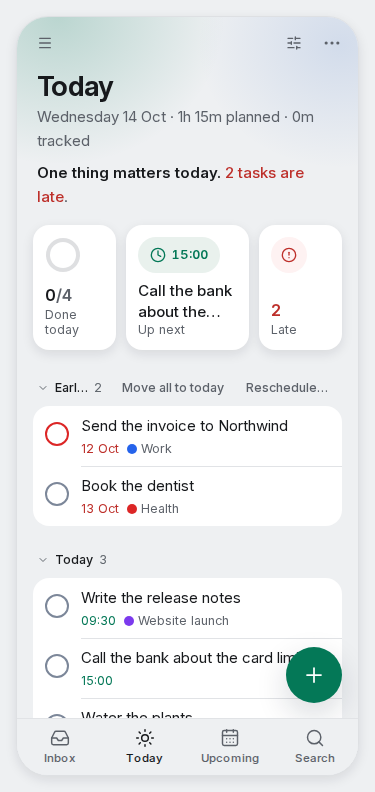 Today
Wednesday 14 Oct · 1h 15m planned · 0m
tracked
One thing matters today. 2 tasks are
late.
0/4
Done
today
15:00
Call the bank
about the…
Up next
2
Late
Earl… 2 Move all to today Reschedule…
Send the invoice to Northwind
12 Oct Work
Book the dentist
13 Oct Health
Today 3
Write the release notes
09:30 Website launch
Call the bank about the card
15:00
Water the plants
Inbox Today Upcoming Search